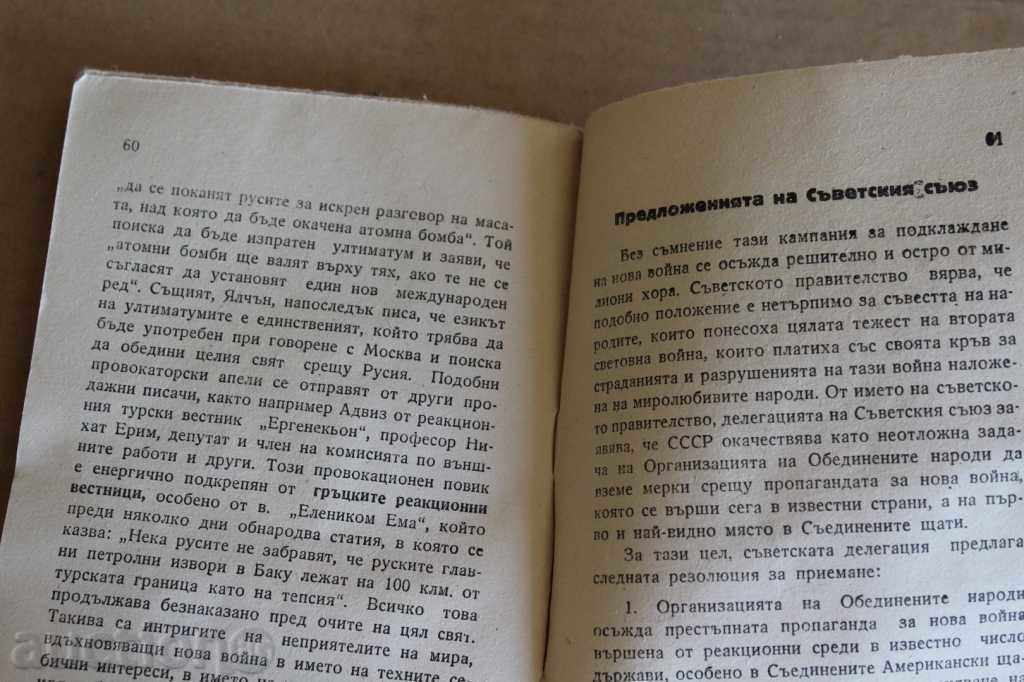 60
„да се поканят русите за искрен разговор на маса-
та, над която да бъде окачена атомна бомба“. Той
поиска да бъде изпратен ултиматум и заяви, че
„атомни бомби ще валят върху тях, ако те не се
съгласят да установят един нов международен
ред“. Същият, Ялчън, напоследък писа, че езикът
на ултиматумите е единственият, който трябва да
бъде употребен при говорене с Москва и поиска
да обедини целия свят срещу Русия. Подобни
провокаторски апели се отправят от други про-
дажни писачи, както например Адвиз от реакцион-
ния турски вестник „Ергенекьон“, професор Ни-
хат Ерим, депутат и член на комисията по външ-
ните работи и други. Този провокационен повик
е енергично подкрепян от гръцките реакционни
вестници, особено от в. „Елеником Ема“, който
преди няколко дни обнародва статия, в която се
казва: „Нека русите не забравят, че руските глав-
ни петролни извори в Баку лежат на 100 клм. от
турската граница като на тепсия“. Всичко това
продължава безнаказано пред очите на цял свят.
Такива са интригите на неприятелите на мира,
вдъхновяващи нова война в името на техните се-
бични интереси, в името на
61
Предложенията на Съветския съюз
Без съмнение тази кампания за подклаждане
на нова война се осъжда решително и остро от ми-
лиони хора. Съветското правителство вярва, че
подобно положение е нетърпимо за съвестта на на-
родите, които понесоха цялата тежест на втората
световна война, които платиха със своята кръв за
страданията и разрушенията на тази война наложе-
на на миролюбивите народи. От името на съветско-
то правителство, делегацията на Съветския съюз за-
явява, че СССР окачествява като неотложна зада-
ча на Организацията на Обединените народи да
вземе мерки срещу пропагандата за нова война,
която се върши сега в известни страни, а на пър-
во и най-видно място в Съединените щати.
За тази цел, съветската делегация предлага
следната резолюция за приемане:
1. Организацията на Обединените народи
осъжда престъпната пропаганда за нова война
вършена от реакционни среди в известно число
държави, особено в Съединените Американски ща-